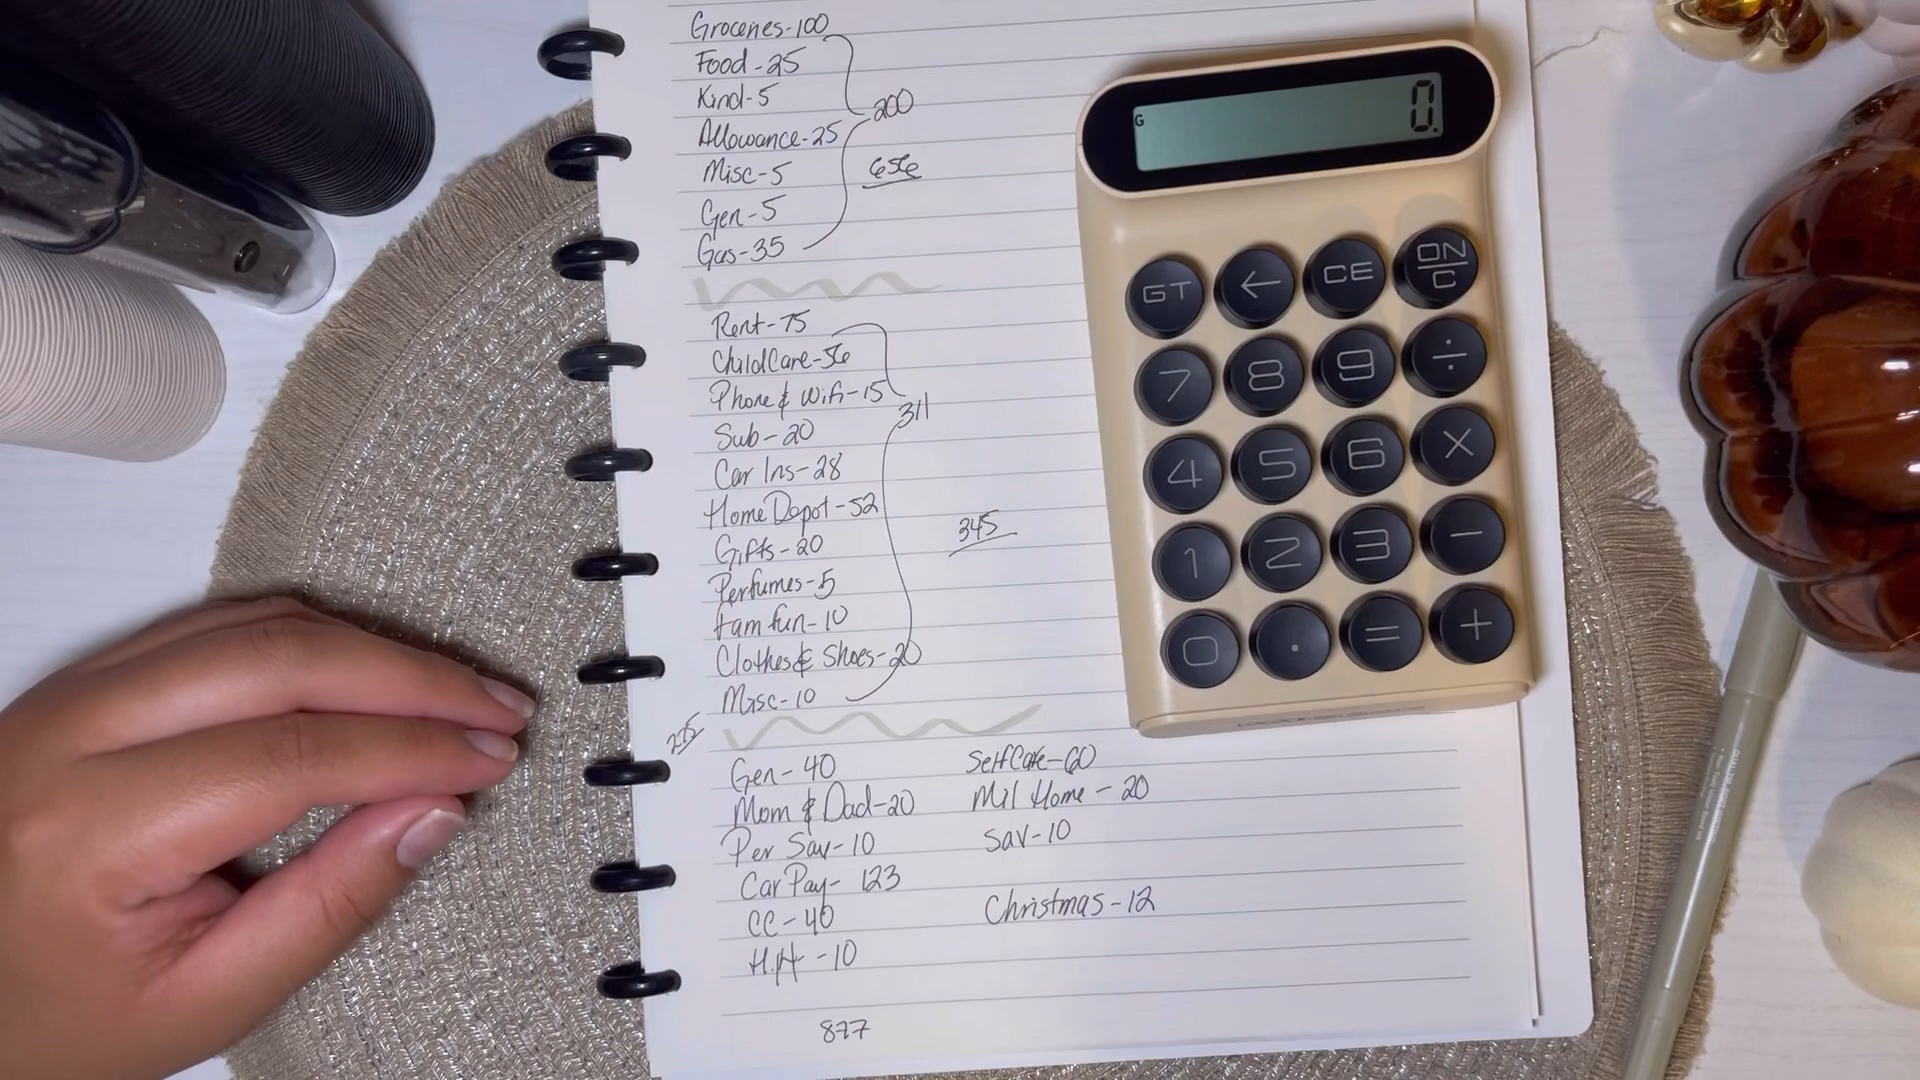 Groceries-100
Food-25
Kind-5
200
Allowance-25
Misc-5
656
Gen-5
Gas-35
Rent-75
ChildCare-56
Phone & Wifi-15
311
Sub-20
Car Ins-28
Home Depot-52
345
Gifts-20
Perfumes-5
fam fun-10
Clothes & Shoes-20
Misc-10
Gen-40
Mom & Dad-20
Per Sav-10
Car Pay-123
CC-40
H.H-10
Self Care-60
Mil Home-20
Sav-10
Christmas-12
877
G
0.
GT ← CE ON/C
7 8 9 ÷
4 5 6 X
1 2 3 −
0 . = +